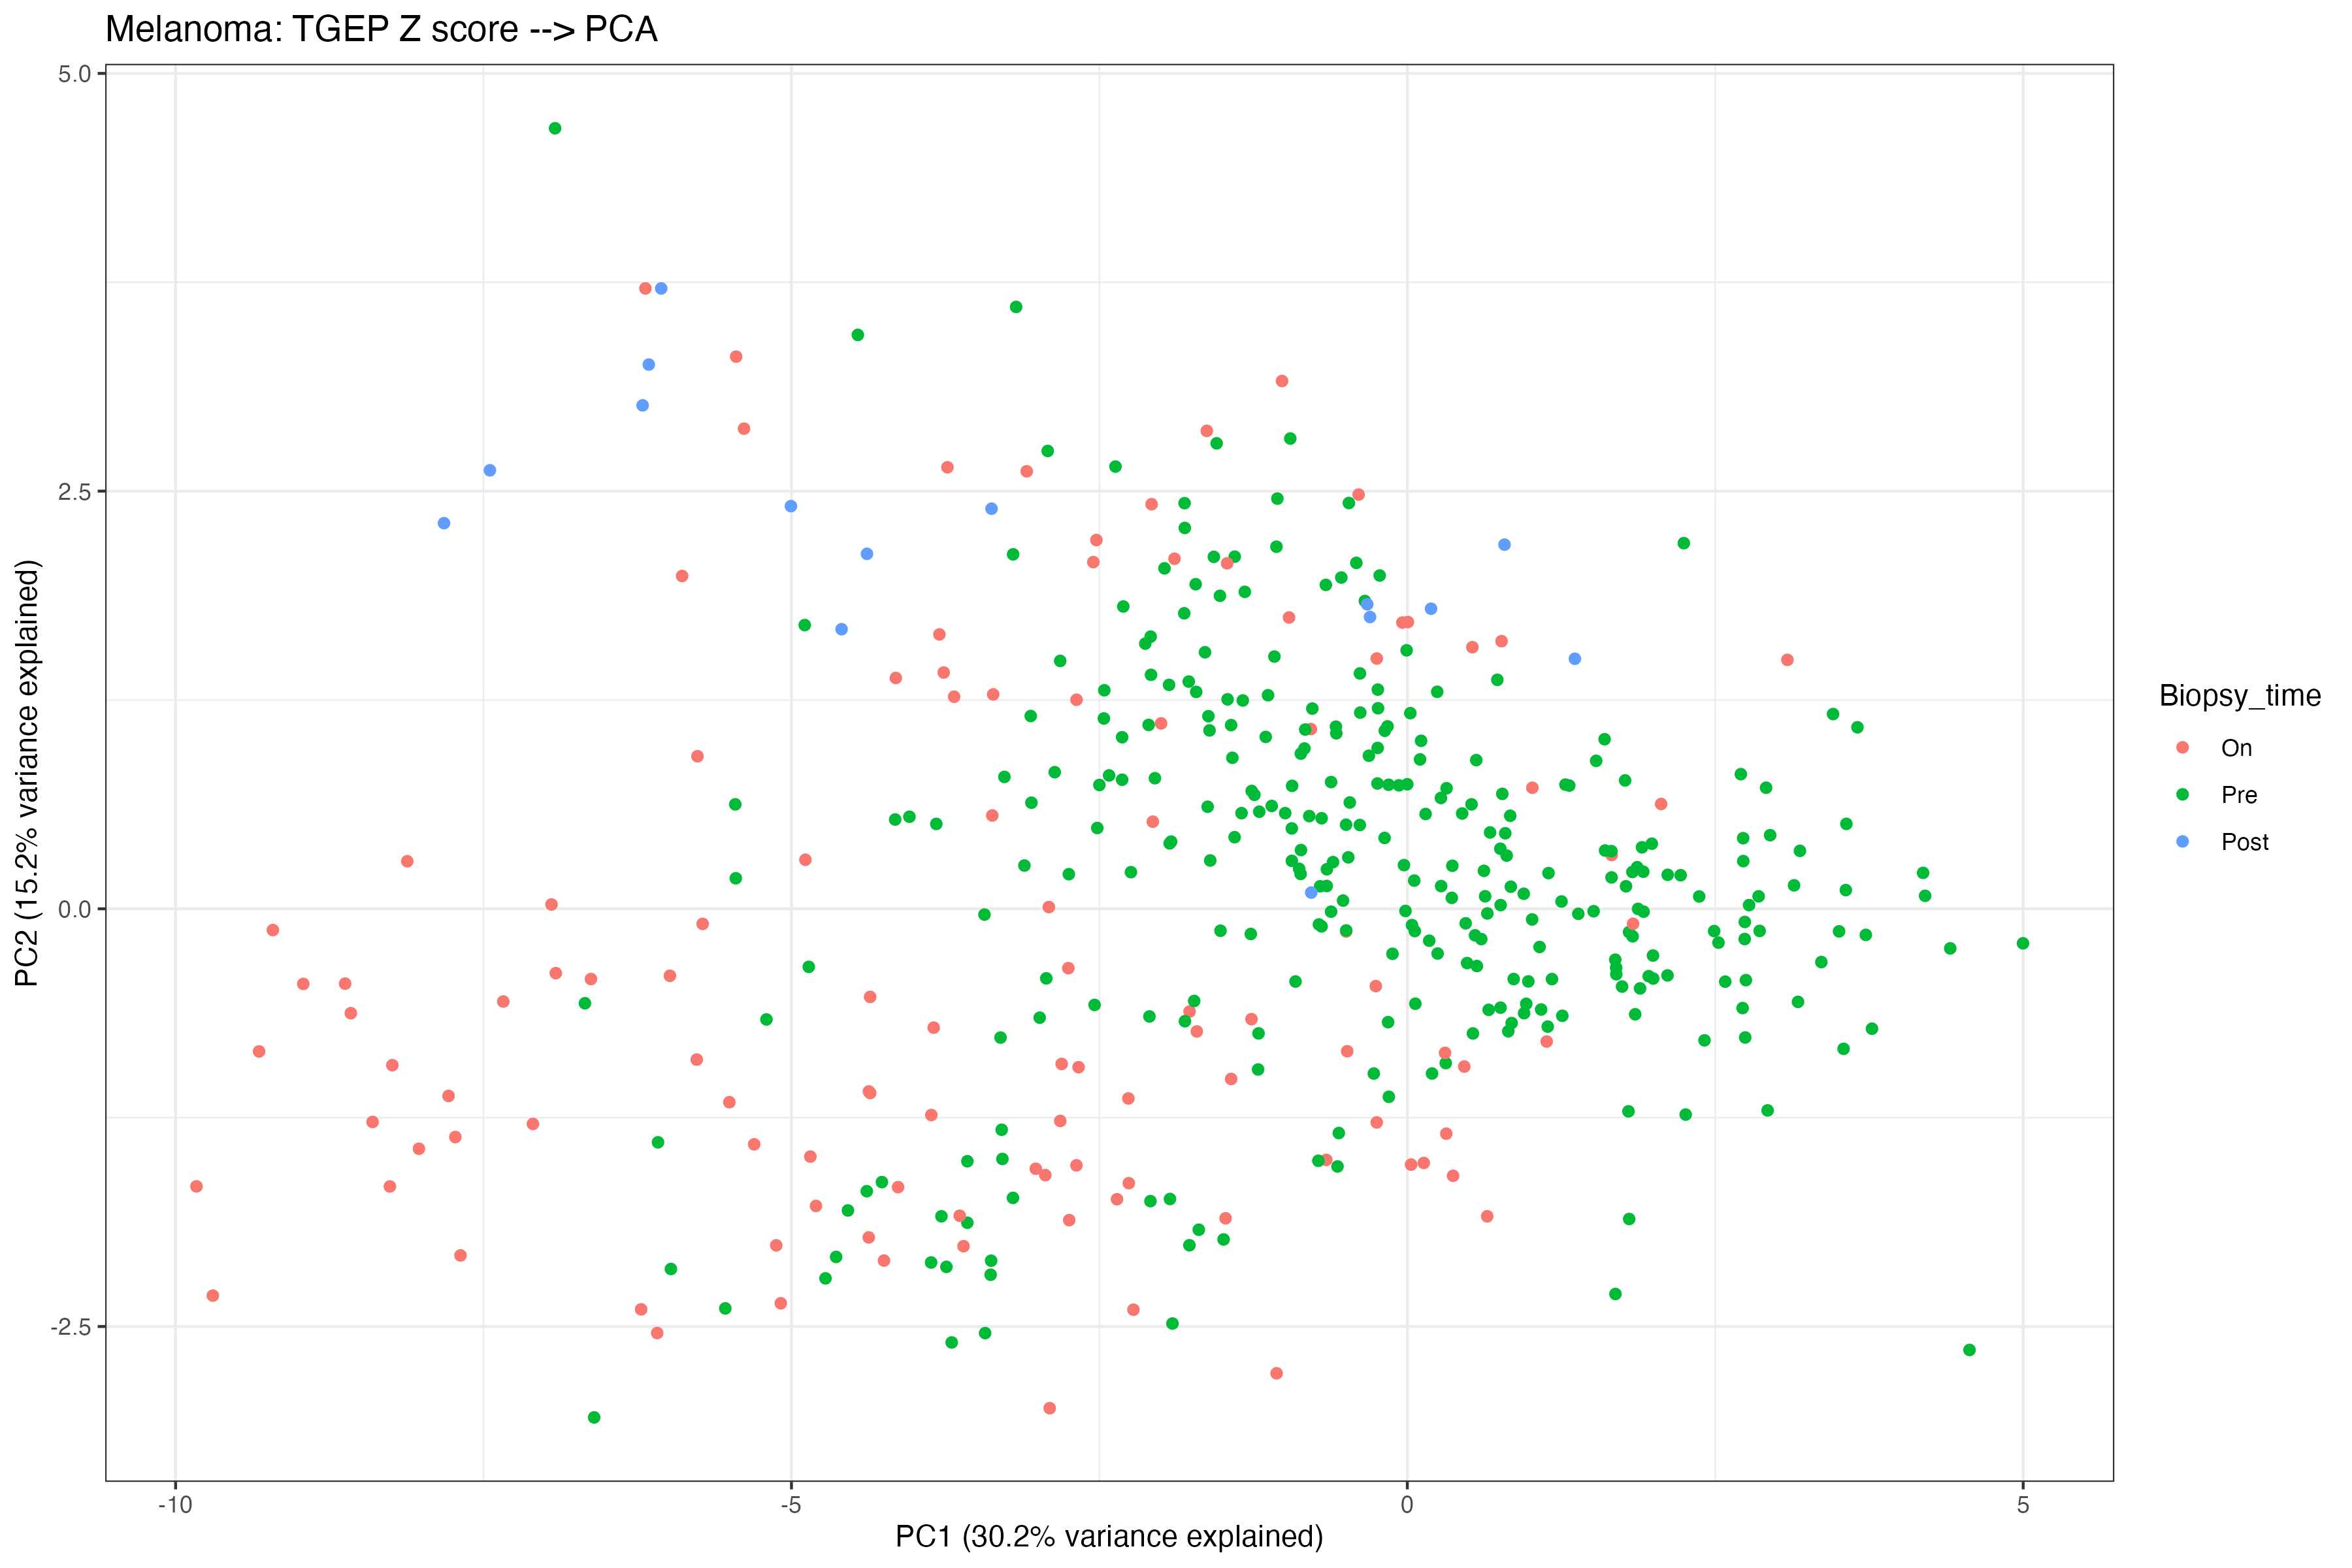 Melanoma: TGEP Z score --> PCA
5.0
2.5
0.0
-2.5
PC2 (15.2% variance explained)
-10
-5
0
5
PC1 (30.2% variance explained)
Biopsy_time
On
Pre
Post